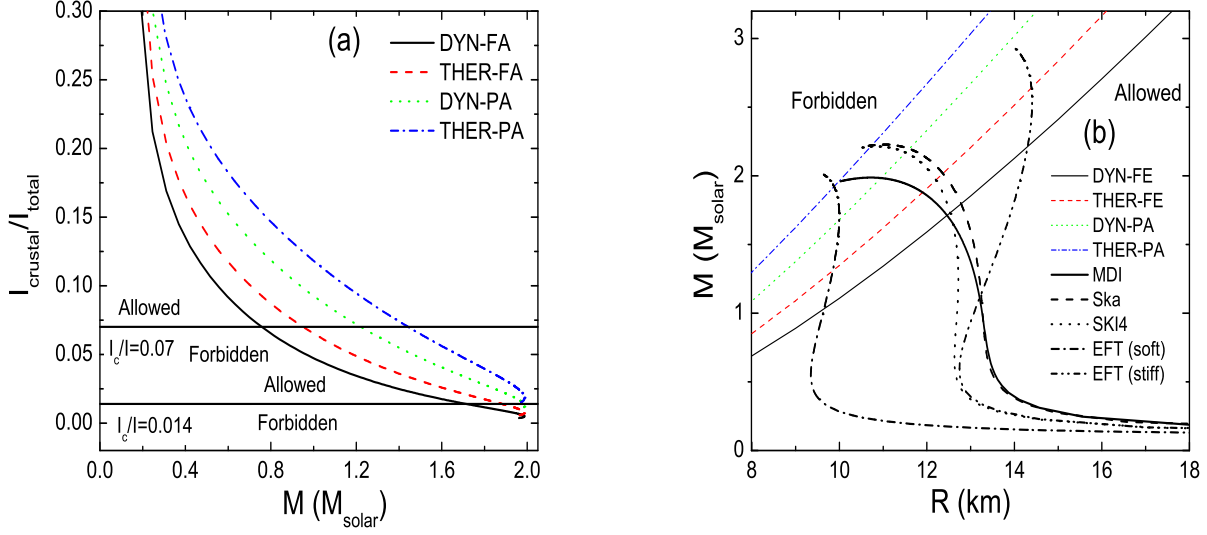 0.30
0.25
0.20
0.15
0.10
0.05
0.00
I_crustal/I_total
(a)
DYN-FA
THER-FA
DYN-PA
THER-PA
Allowed
I_c/I=0.07
Forbidden
Allowed
I_c/I=0.014
Forbidden
0.0 0.4 0.8 1.2 1.6 2.0
M (M_solar)
3
2
1
0
M (M_solar)
Forbidden
Allowed
(b)
DYN-FE
THER-FE
DYN-PA
THER-PA
MDI
Ska
SKI4
EFT (soft)
EFT (stiff)
8 10 12 14 16 18
R (km)